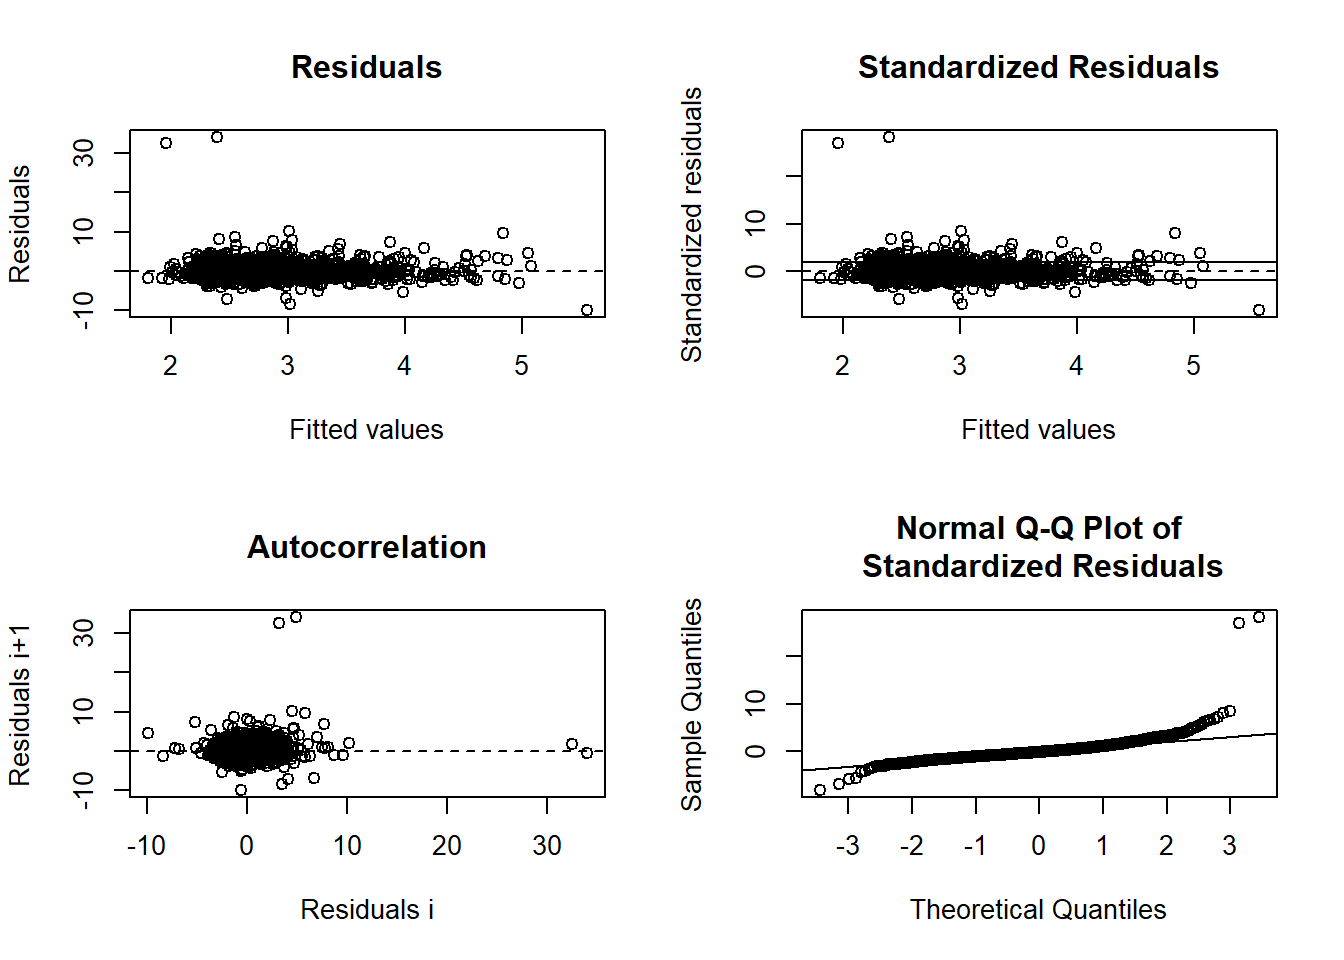 Residuals
Residuals
-10 10 30
2 3 4 5
Fitted values
Standardized Residuals
Standardized residuals
0 10
2 3 4 5
Fitted values
Autocorrelation
Residuals i+1
-10 10 30
-10 0 10 20 30
Residuals i
Normal Q-Q Plot of
Standardized Residuals
Sample Quantiles
0 10
-3 -2 -1 0 1 2 3
Theoretical Quantiles